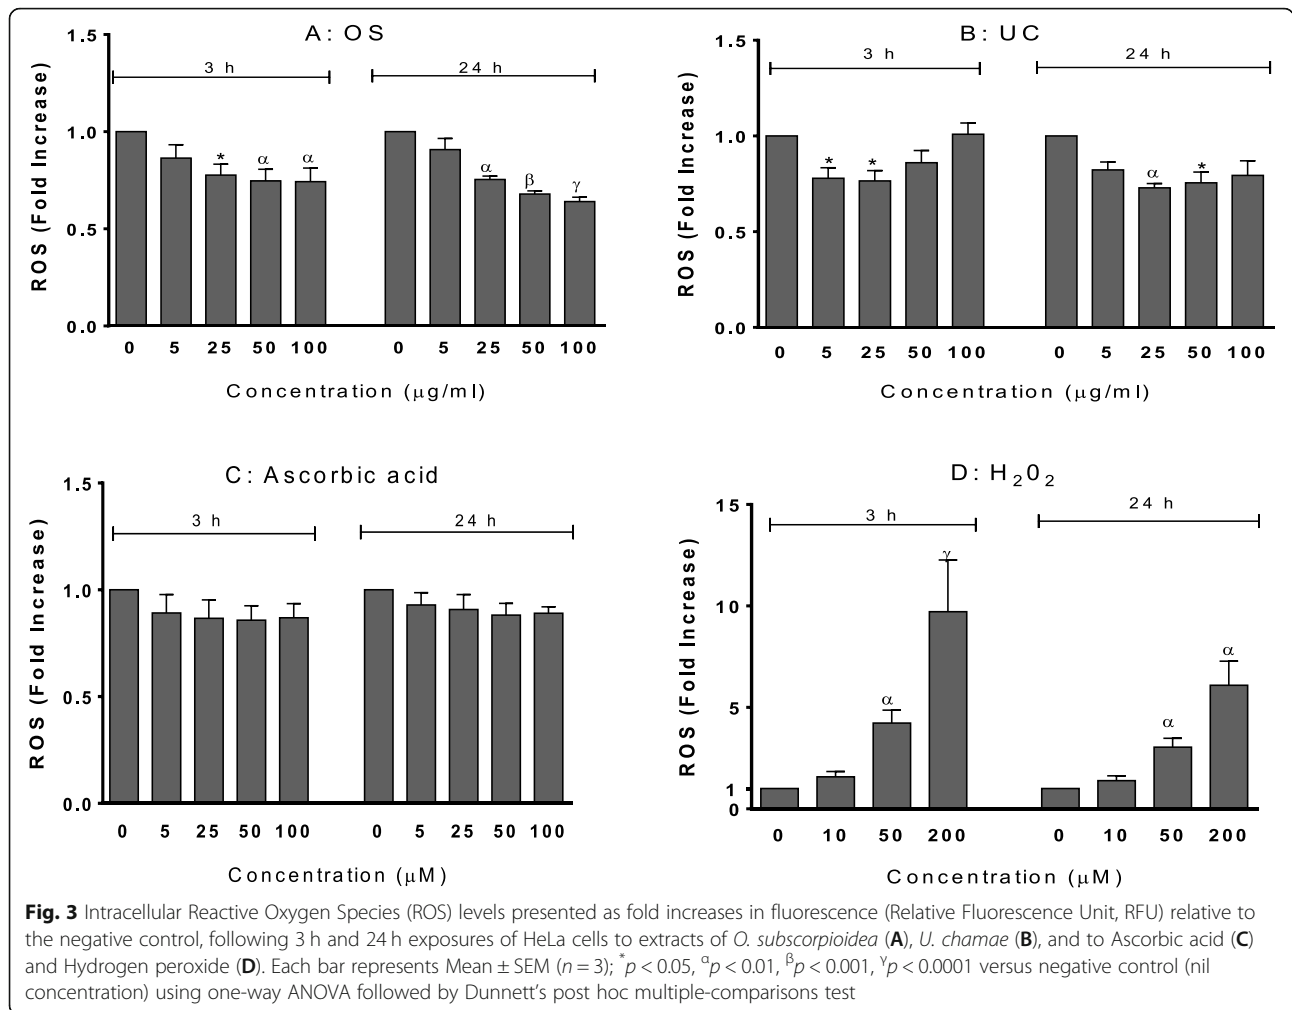 A: OS
ROS (Fold Increase)
1.5
1.0
0.5
0.0
3 h
24 h
*
α
α
α
β
γ
0 5 25 50 100 0 5 25 50 100
Concentration (μg/ml)
B: UC
ROS (Fold Increase)
1.5
1.0
0.5
0.0
3 h
24 h
*
*
α
*
0 5 25 50 100 0 5 25 50 100
Concentration (μg/ml)
C: Ascorbic acid
ROS (Fold Increase)
1.5
1.0
0.5
0.0
3 h
24 h
0 5 25 50 100 0 5 25 50 100
Concentration (μM)
D: H₂0₂
ROS (Fold Increase)
15
10
5
1
0
3 h
24 h
α
γ
α
α
0 10 50 200 0 10 50 200
Concentration (μM)
Fig. 3 Intracellular Reactive Oxygen Species (ROS) levels presented as fold increases in fluorescence (Relative Fluorescence Unit, RFU) relative to
the negative control, following 3 h and 24 h exposures of HeLa cells to extracts of O. subscorpioidea (A), U. chamae (B), and to Ascorbic acid (C)
and Hydrogen peroxide (D). Each bar represents Mean ± SEM (n = 3); *p < 0.05, αp < 0.01, βp < 0.001, γp < 0.0001 versus negative control (nil
concentration) using one-way ANOVA followed by Dunnett's post hoc multiple-comparisons test